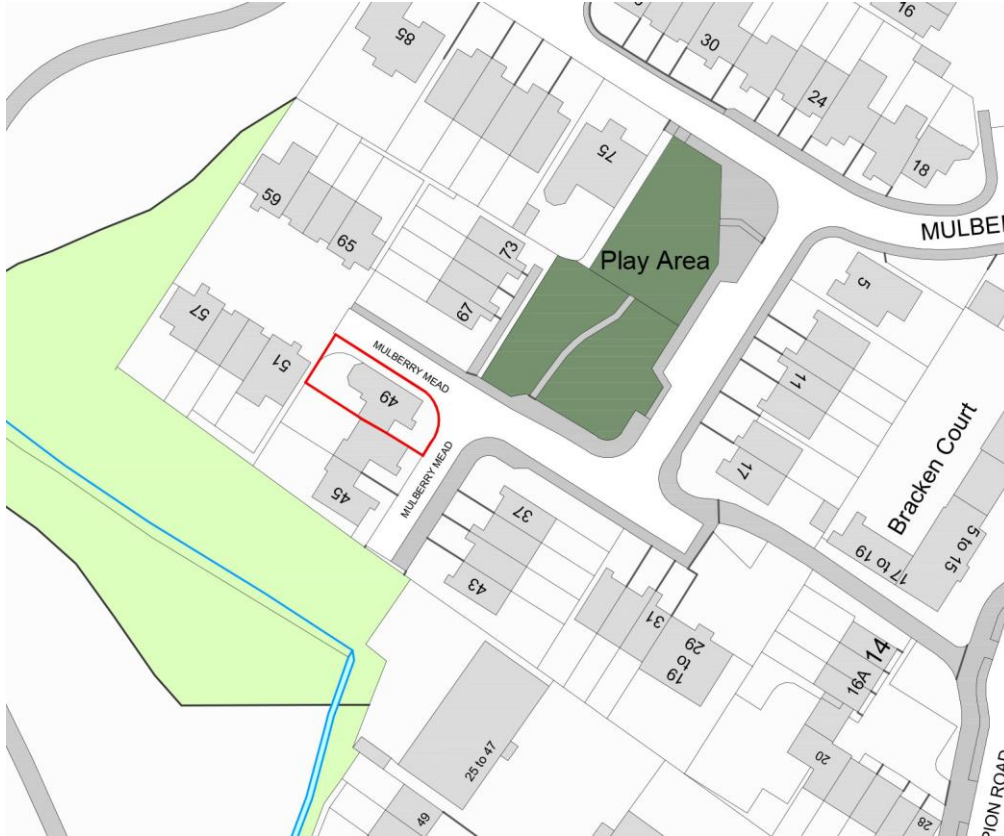 16
85
30
24
18
75
MULBER
Play Area
65
59
73
5
67
57
MULBERRY MEAD
51
11
49
17
Bracken Court
MULBERRY MEAD
45
37
5 to 15
17 to 19
43
31
19 to 29
14
16A
25 to 47
20
PION ROAD
49
28